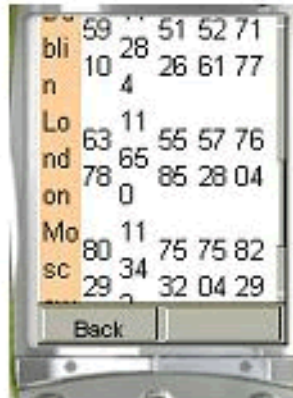 59 51 52 71
bli 28
10 26 61 77
n 4
Lo 11
63 55 57 76
nd 65
78 85 28 04
on 0
Mo 11
80 75 75 82
sc 34
29 32 04 29
Back